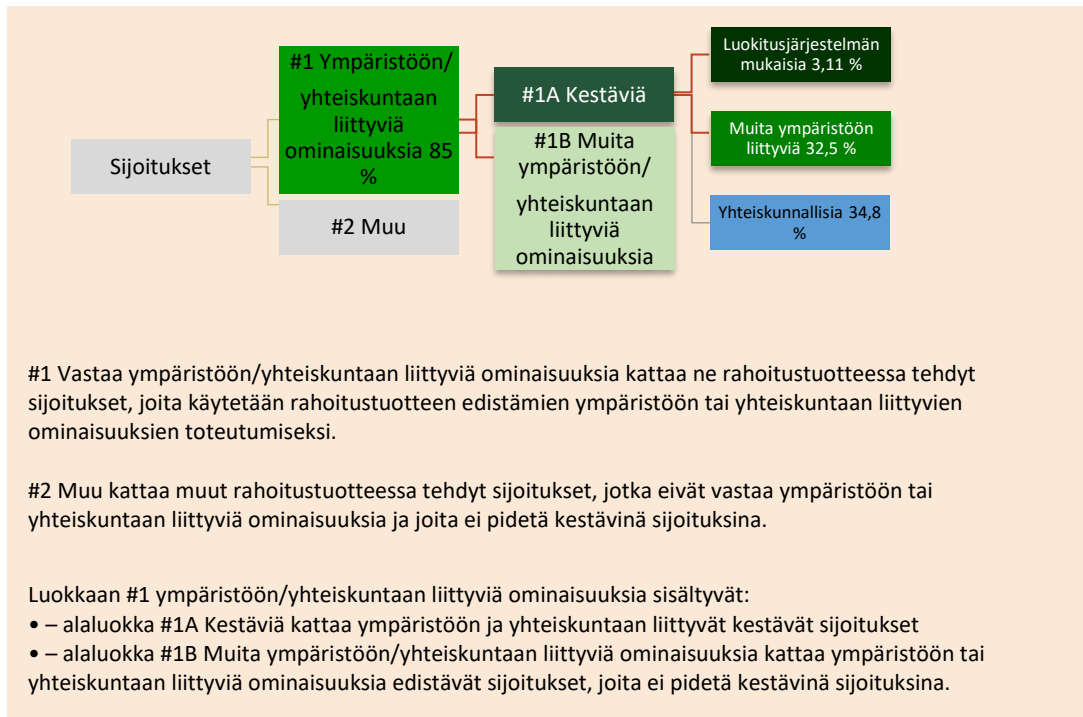 Sijoitukset
#1 Ympäristöön/
yhteiskuntaan
liittyviä
ominaisuuksia 85
%
#2 Muu
#1A Kestäviä
#1B Muita
ympäristöön/
yhteiskuntaan
liittyviä
ominaisuuksia
Luokitusjärjestelmän
mukaisia 3,11 %
Muita ympäristöön
liittyviä 32,5 %
Yhteiskunnallisia 34,8
%
#1 Vastaa ympäristöön/yhteiskuntaan liittyviä ominaisuuksia kattaa ne rahoitustuotteessa tehdyt
sijoitukset, joita käytetään rahoitustuotteen edistämien ympäristöön tai yhteiskuntaan liittyvien
ominaisuuksien toteutumiseksi.
#2 Muu kattaa muut rahoitustuotteessa tehdyt sijoitukset, jotka eivät vastaa ympäristöön tai
yhteiskuntaan liittyviä ominaisuuksia ja joita ei pidetä kestävinä sijoituksina.
Luokkaan #1 ympäristöön/yhteiskuntaan liittyviä ominaisuuksia sisältyvät:
• – alaluokka #1A Kestäviä kattaa ympäristöön ja yhteiskuntaan liittyvät kestävät sijoitukset
• – alaluokka #1B Muita ympäristöön/yhteiskuntaan liittyviä ominaisuuksia kattaa ympäristöön tai
yhteiskuntaan liittyviä ominaisuuksia edistävät sijoitukset, joita ei pidetä kestävinä sijoituksina.